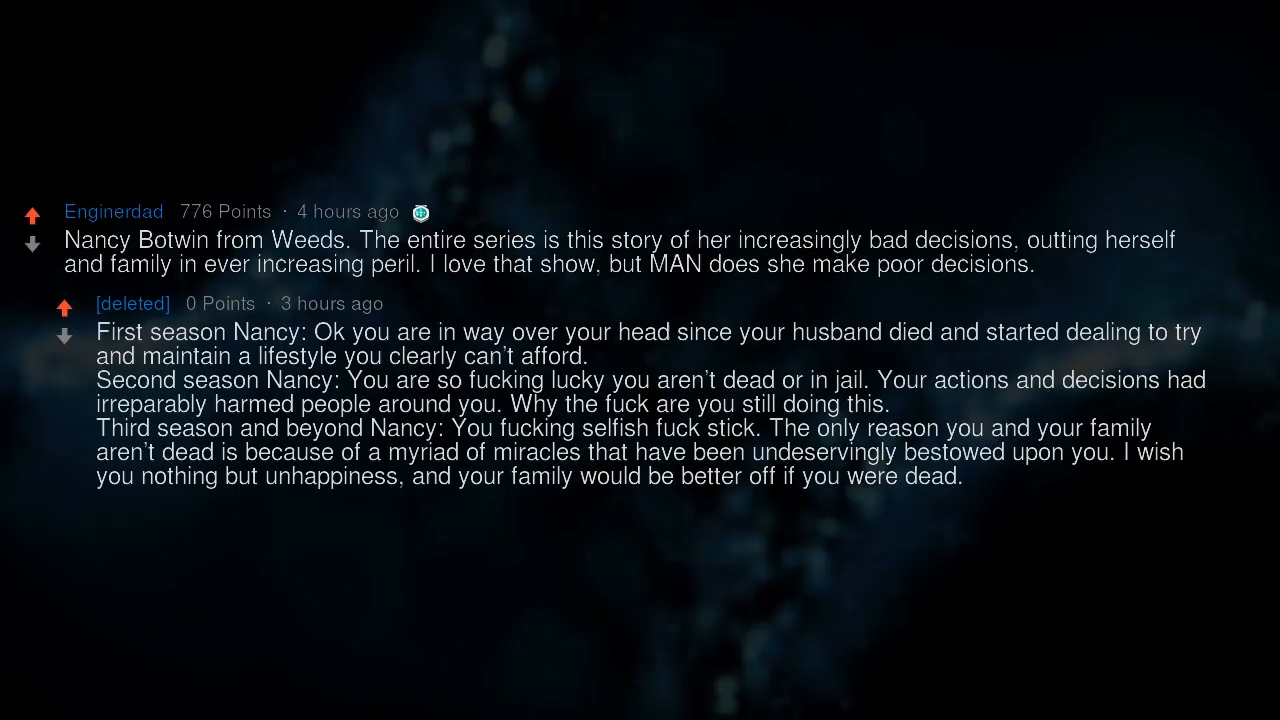 Enginerdad 776 Points · 4 hours ago
Nancy Botwin from Weeds. The entire series is this story of her increasingly bad decisions, outting herself
and family in ever increasing peril. I love that show, but MAN does she make poor decisions.
[deleted] 0 Points · 3 hours ago
First season Nancy: Ok you are in way over your head since your husband died and started dealing to try
and maintain a lifestyle you clearly can't afford.
Second season Nancy: You are so fucking lucky you aren't dead or in jail. Your actions and decisions had
irreparably harmed people around you. Why the fuck are you still doing this.
Third season and beyond Nancy: You fucking selfish fuck stick. The only reason you and your family
aren't dead is because of a myriad of miracles that have been undeservingly bestowed upon you. I wish
you nothing but unhappiness, and your family would be better off if you were dead.